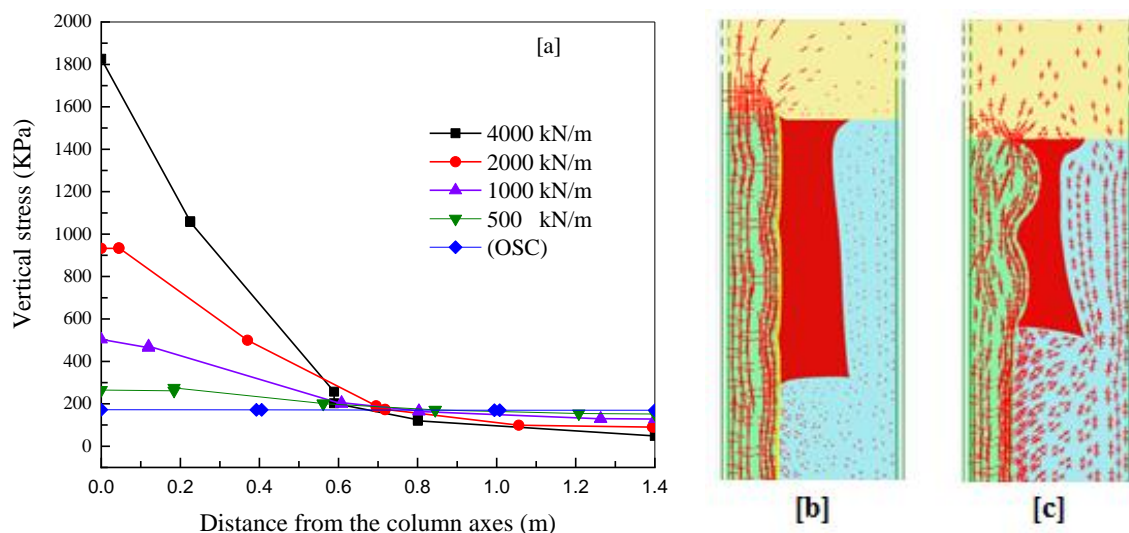 [a]
Vertical stress (KPa)
2000
1800
1600
1400
1200
1000
800
600
400
200
0
4000 kN/m
2000 kN/m
1000 kN/m
500 kN/m
(OSC)
0.0 0.2 0.4 0.6 0.8 1.0 1.2 1.4
Distance from the column axes (m)
[b]
[c]